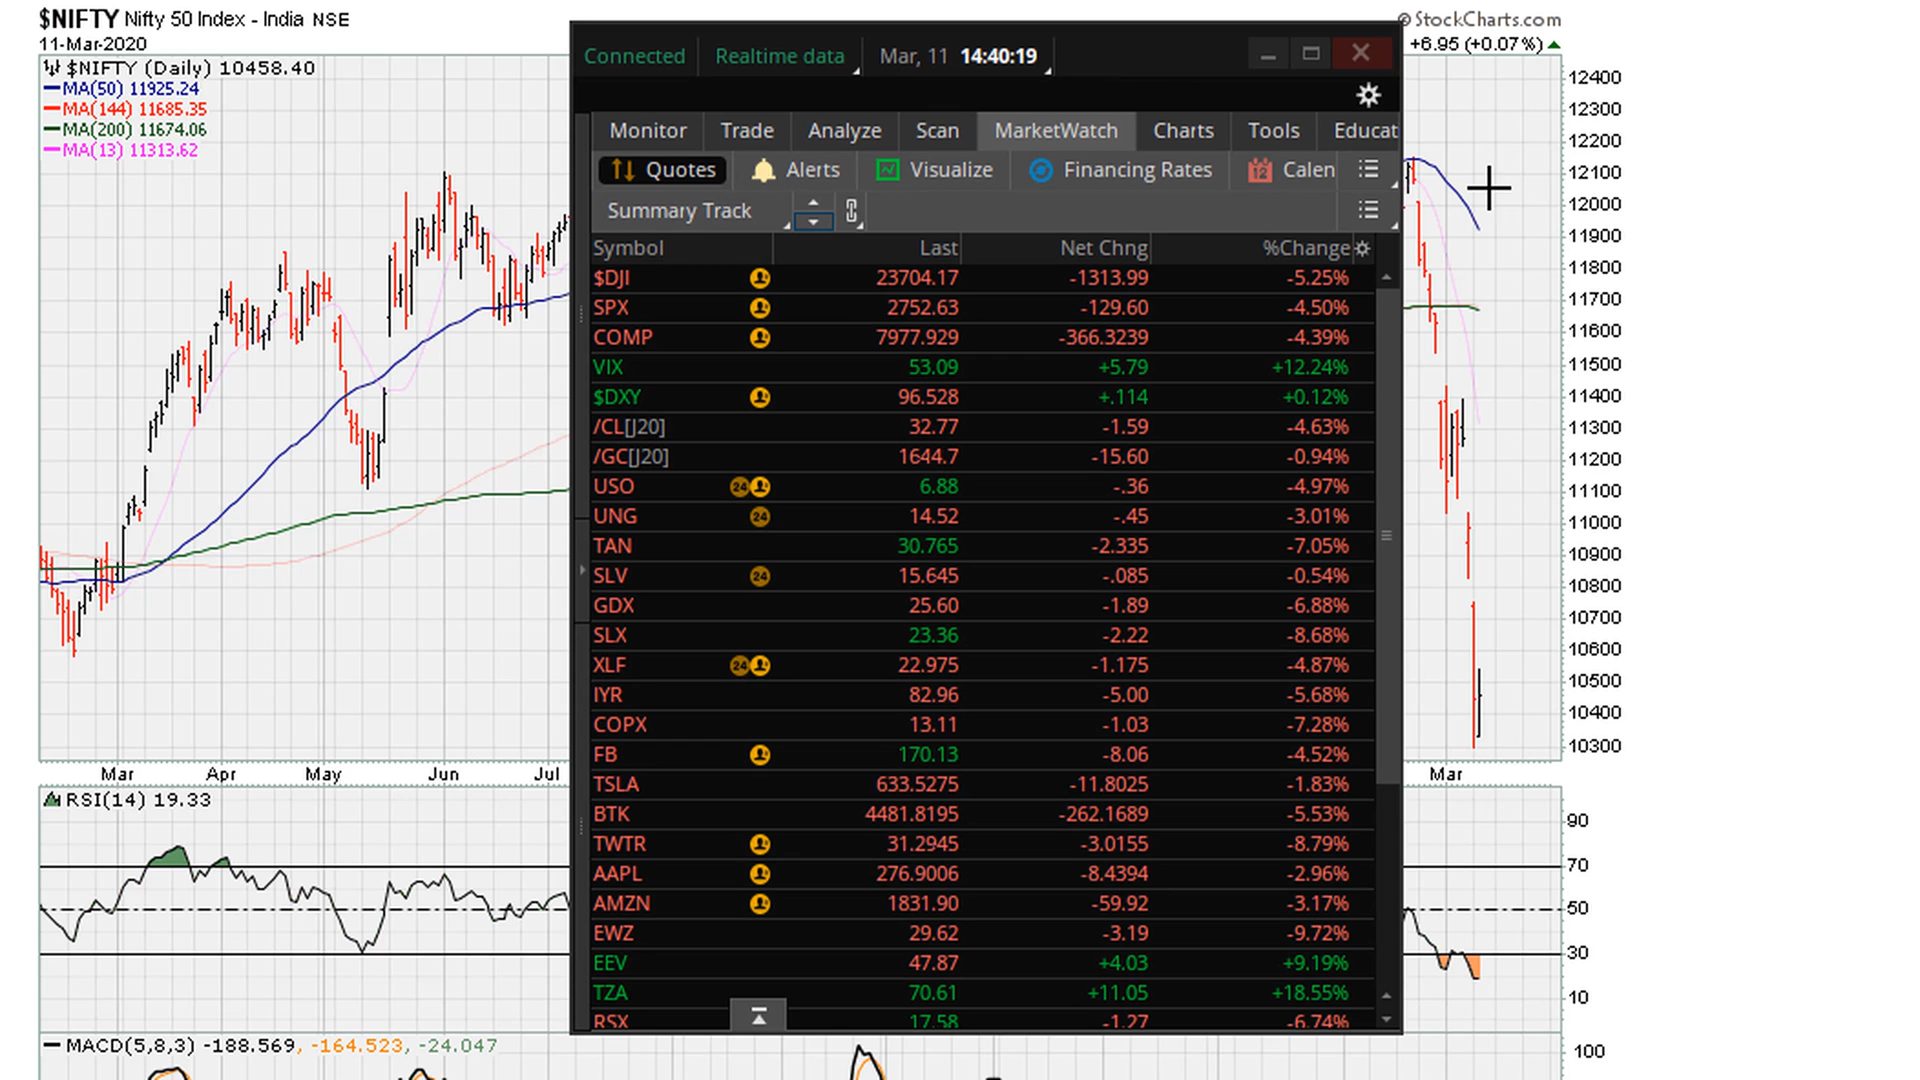 $NIFTY Nifty 50 Index - India NSE
© StockCharts.com
11-Mar-2020
+6.95 (+0.07%)
$NIFTY (Daily) 10458.40
MA(50) 11925.24
MA(144) 11685.35
MA(200) 11674.06
MA(13) 11313.62
Connected Realtime data Mar, 11 14:40:19
Monitor Trade Analyze Scan MarketWatch Charts Tools Educat
Quotes Alerts Visualize Financing Rates 12 Calen
Summary Track
Symbol Last Net Chng %Change
$DJI 23704.17 -1313.99 -5.25%
SPX 2752.63 -129.60 -4.50%
COMP 7977.929 -366.3239 -4.39%
VIX 53.09 +5.79 +12.24%
$DXY 96.528 +.114 +0.12%
/CL[J20] 32.77 -1.59 -4.63%
/GC[J20] 1644.7 -15.60 -0.94%
USO 24 6.88 -.36 -4.97%
UNG 24 14.52 -.45 -3.01%
TAN 30.765 -2.335 -7.05%
SLV 24 15.645 -.085 -0.54%
GDX 25.60 -1.89 -6.88%
SLX 23.36 -2.22 -8.68%
XLF 24 22.975 -1.175 -4.87%
IYR 82.96 -5.00 -5.68%
COPX 13.11 -1.03 -7.28%
FB 170.13 -8.06 -4.52%
TSLA 633.5275 -11.8025 -1.83%
BTK 4481.8195 -262.1689 -5.53%
TWTR 31.2945 -3.0155 -8.79%
AAPL 276.9006 -8.4394 -2.96%
AMZN 1831.90 -59.92 -3.17%
EWZ 29.62 -3.19 -9.72%
EEV 47.87 +4.03 +9.19%
TZA 70.61 +11.05 +18.55%
RSX 17.58 -1.27 -6.74%
12400
12300
12200
12100
12000
11900
11800
11700
11600
11500
11400
11300
11200
11100
11000
10900
10800
10700
10600
10500
10400
10300
Mar Apr May Jun Jul Mar
RSI(14) 19.33
90
70
50
30
10
MACD(5,8,3) -188.569, -164.523, -24.047
100